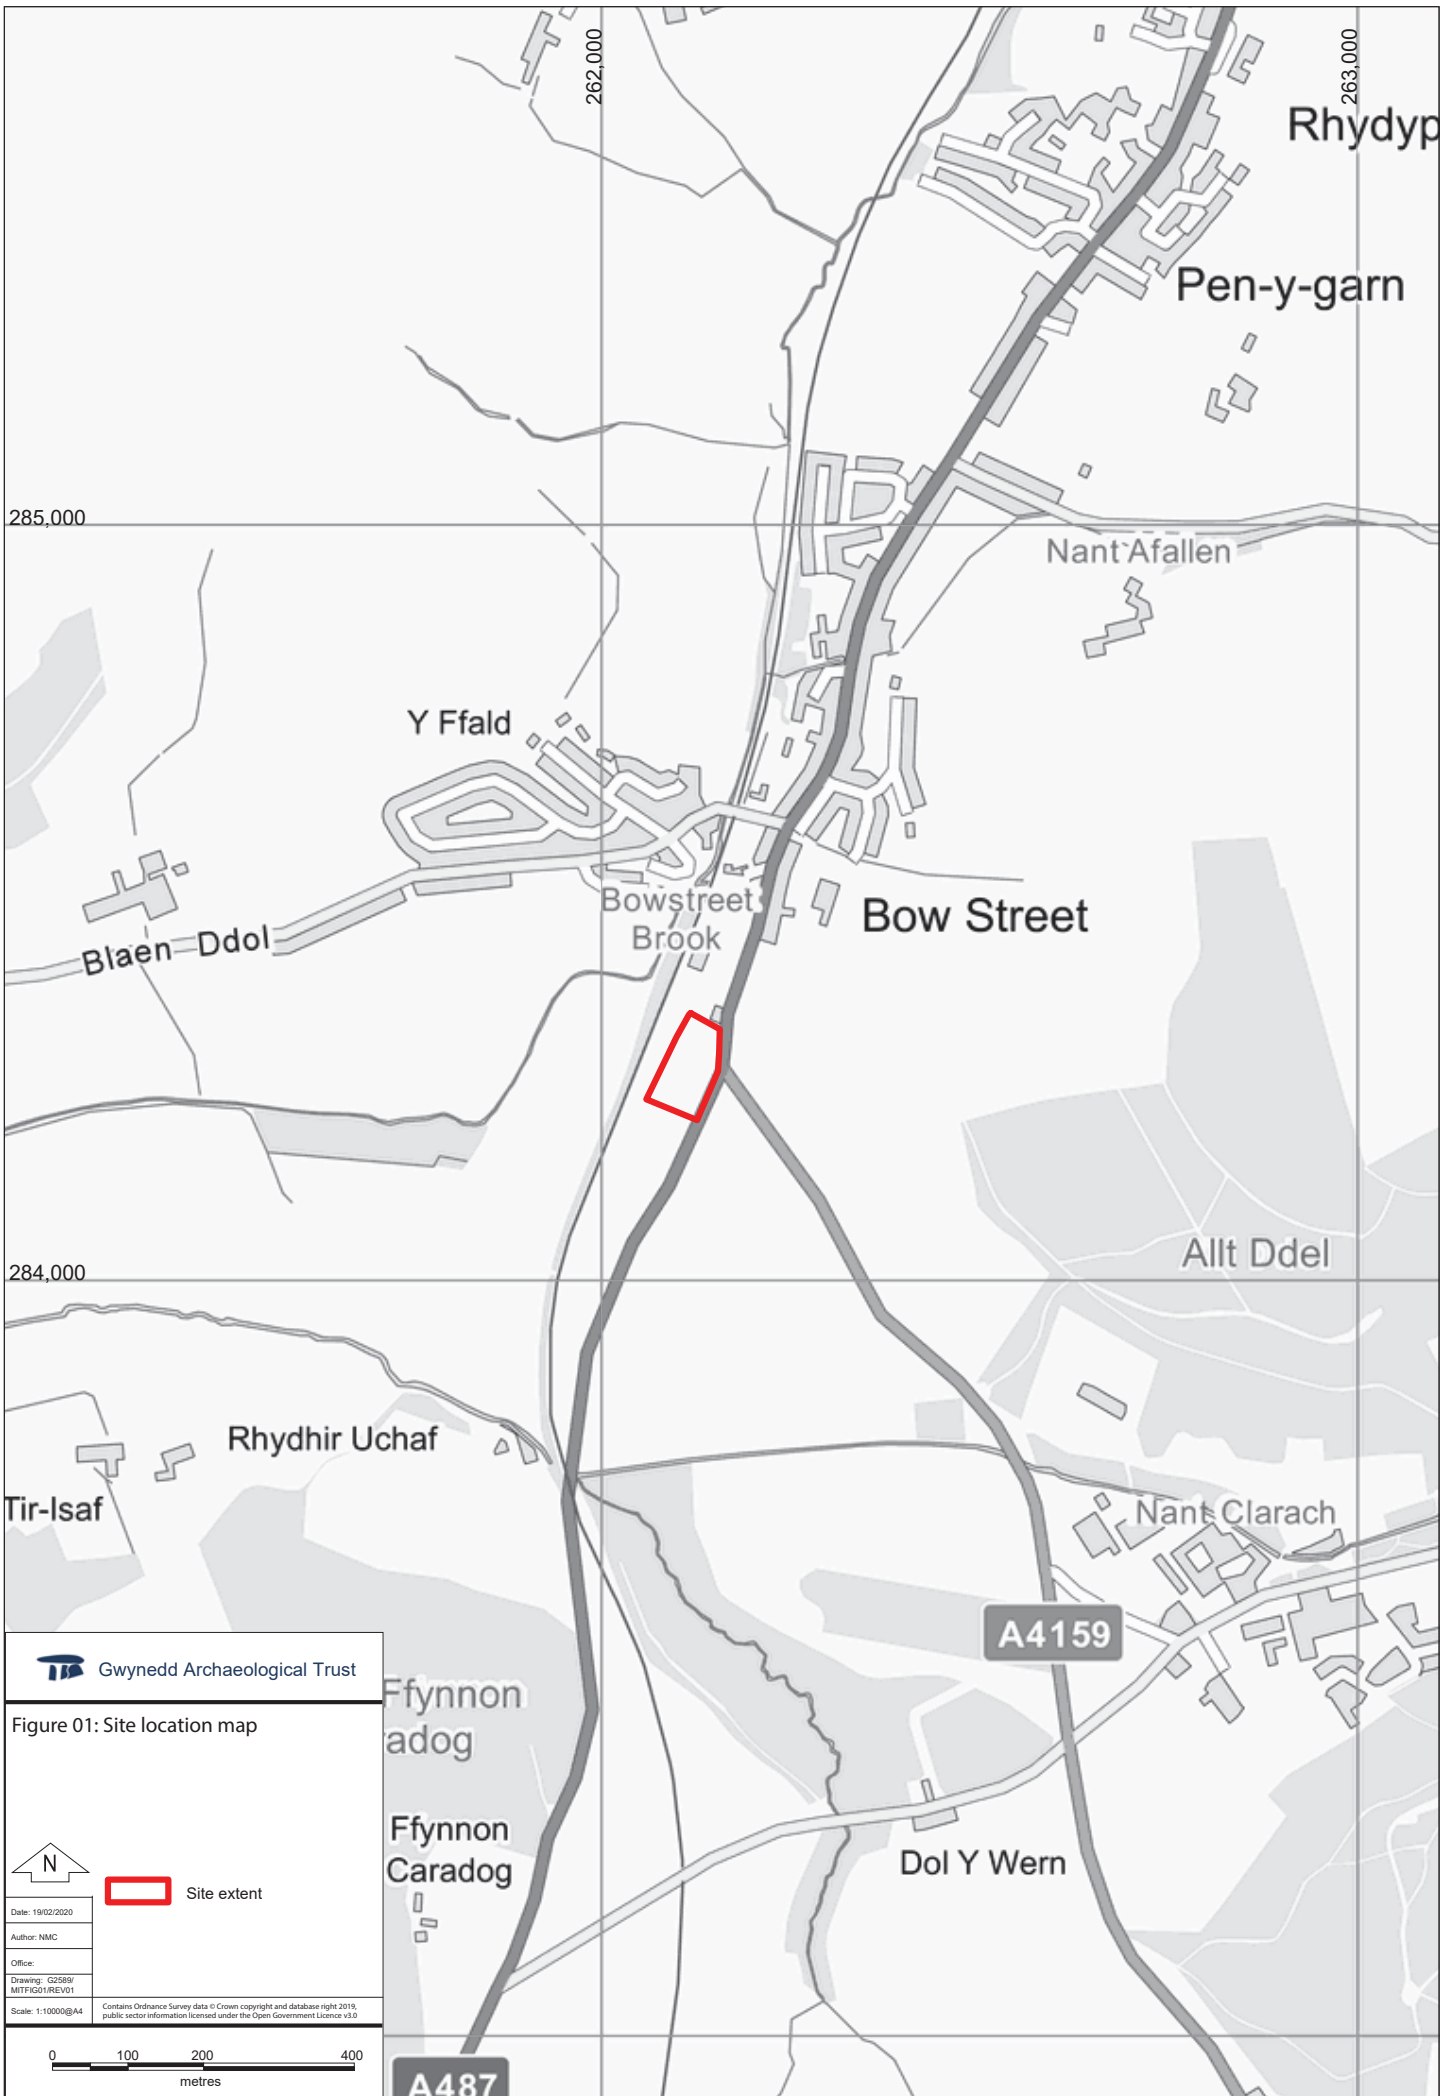 262,000
263,000
Rhydyp
Pen-y-garn
285,000
Nant Afallen
Y Ffald
Bowstreet
Brook
Bow Street
Blaen Ddol
284,000
Allt Ddel
Rhydhir Uchaf
Tir-Isaf
Nant Clarach
A4159
Ffynnon
adog
Ffynnon
Caradog
Dol Y Wern
A487
Gwynedd Archaeological Trust
Figure 01: Site location map
N
Site extent
Date: 19/02/2020
Author: NMC
Office:
Drawing: G2589/
MITFIG01/REV01
Scale: 1:10000@A4
Contains Ordnance Survey data © Crown copyright and database right 2019,
public sector information licensed under the Open Government Licence v3.0
0 100 200 400
metres